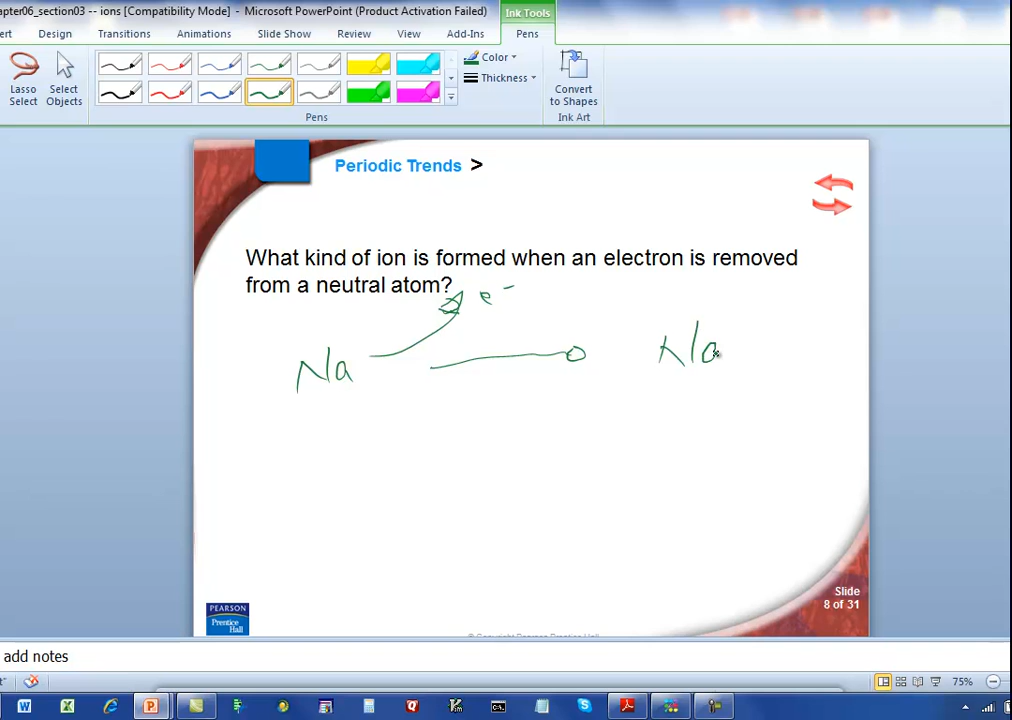 apter06_section03 -- ions [Compatibility Mode] - Microsoft PowerPoint (Product Activation Failed)
Ink Tools
ert Design Transitions Animations Slide Show Review View Add-Ins Pens
Lasso Select
Select Objects
Color
Thickness
Convert to Shapes
Pens
Ink Art
Periodic Trends >
What kind of ion is formed when an electron is removed
from a neutral atom?
e -
Na
Na
PEARSON
Prentice
Hall
Slide
8 of 31
add notes
75%